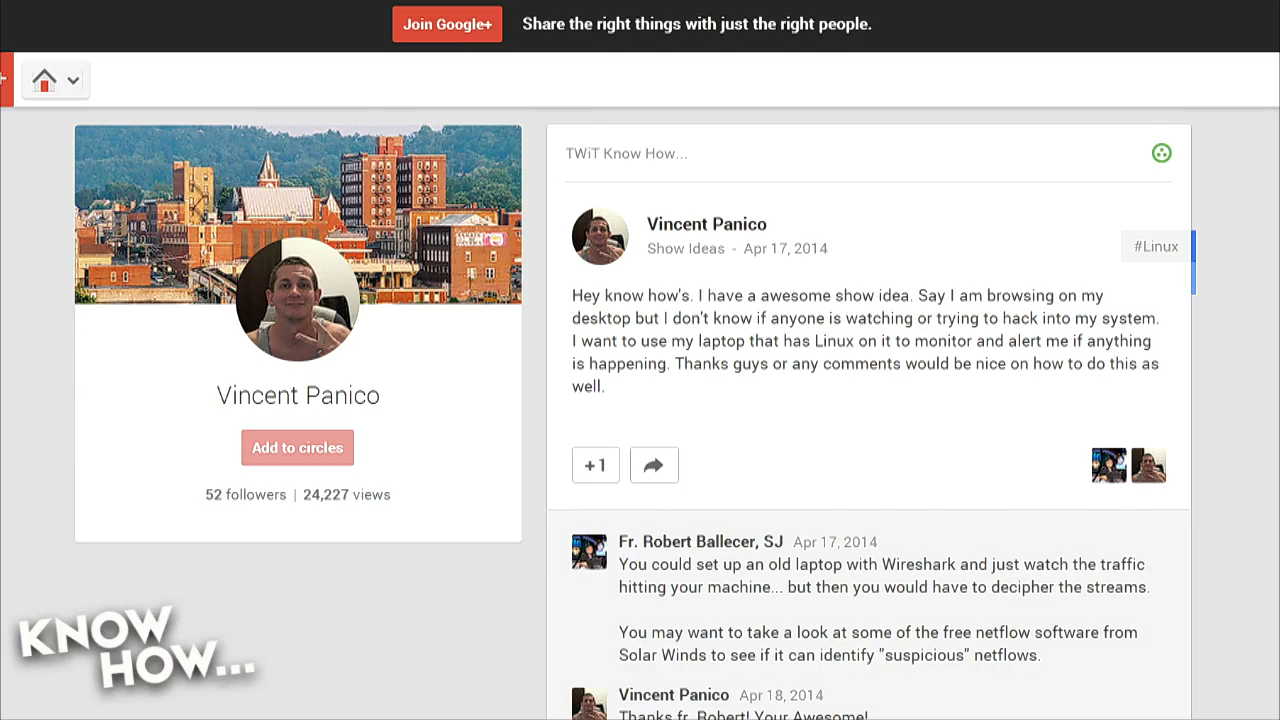 Join Google+ Share the right things with just the right people.
TWiT Know How...
Vincent Panico
Show Ideas - Apr 17, 2014
#Linux
Hey know how's. I have a awesome show idea. Say I am browsing on my
desktop but I don't know if anyone is watching or trying to hack into my system.
I want to use my laptop that has Linux on it to monitor and alert me if anything
is happening. Thanks guys or any comments would be nice on how to do this as
well.
Vincent Panico
Add to circles
52 followers | 24,227 views
+1
Fr. Robert Ballecer, SJ Apr 17, 2014
You could set up an old laptop with Wireshark and just watch the traffic
hitting your machine... but then you would have to decipher the streams.
You may want to take a look at some of the free netflow software from
Solar Winds to see if it can identify "suspicious" netflows.
Vincent Panico Apr 18, 2014
Thanks fr. Robert! Your Awesome!
KNOW
HOW...